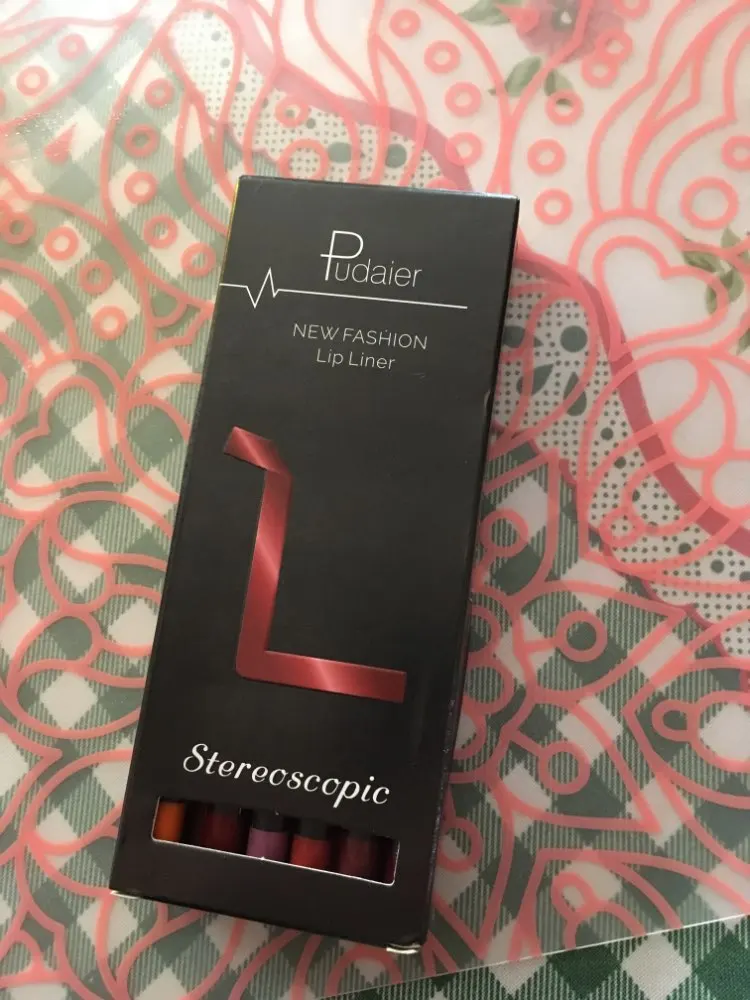 Pudaier
NEW FASHION
Lip Liner
L
Stereoscopic